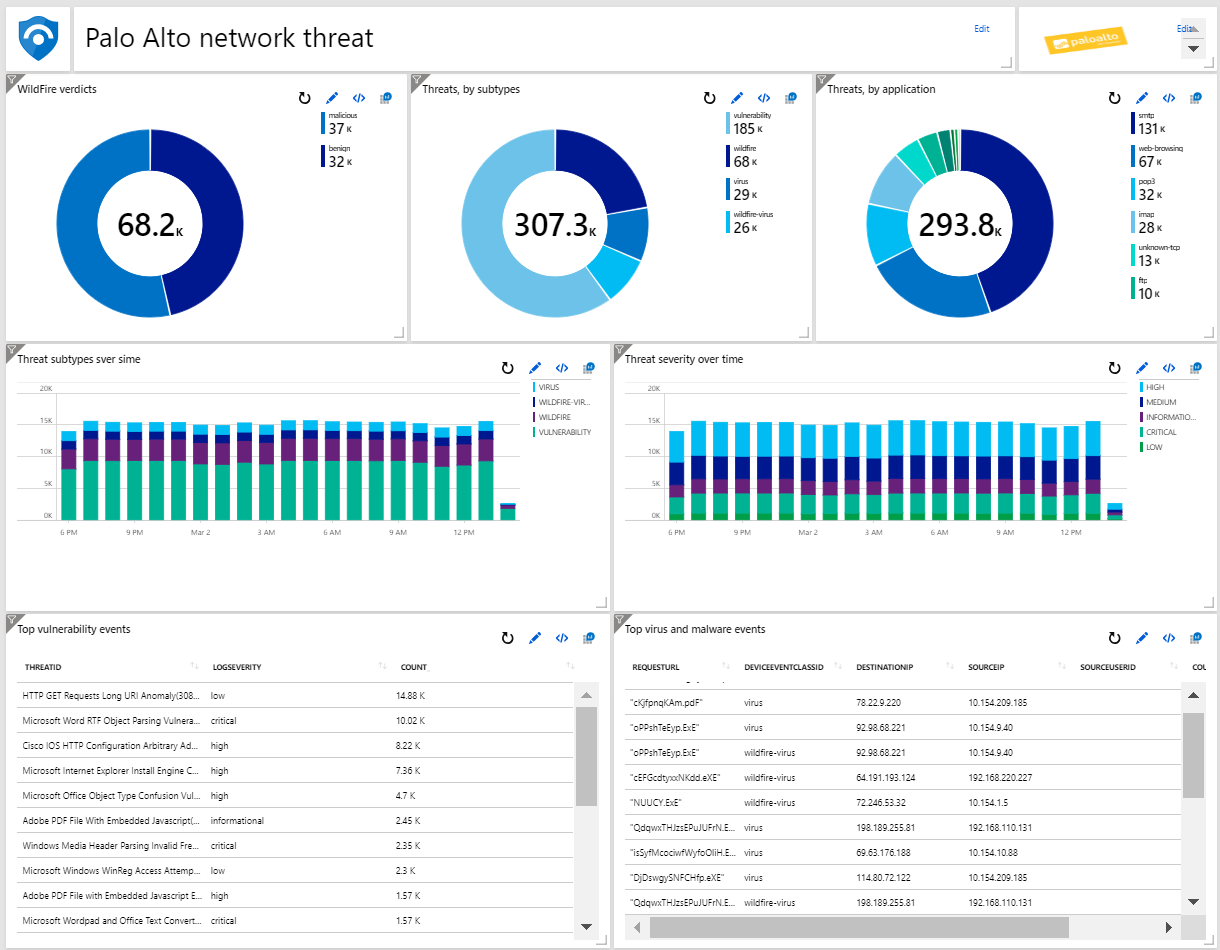 Palo Alto network threat
Edit
paloalto
Edit
WildFire verdicts
malicious
37 K
benign
32 K
68.2 K
Threats, by subtypes
vulnerability
185 K
wildfire
68 K
virus
29 K
wildfire-virus
26 K
307.3 K
Threats, by application
smtp
131 K
web-browsing
67 K
pop3
32 K
imap
28 K
unknown-tcp
13 K
ftp
10 K
293.8 K
Threat subtypes sver sime
20K
15K
10K
5K
0K
6 PM 9 PM Mar 2 3 AM 6 AM 9 AM 12 PM
VIRUS
WILDFIRE-VIR...
WILDFIRE
VULNERABILITY
Threat severity over time
20K
15K
10K
5K
0K
6 PM 9 PM Mar 2 3 AM 6 AM 9 AM 12 PM
HIGH
MEDIUM
INFORMATIO...
CRITICAL
LOW
Top vulnerability events
THREATID LOGSEVERITY COUNT
HTTP GET Requests Long URI Anomaly(308... low 14.88 K
Microsoft Word RTF Object Parsing Vulnera... critical 10.02 K
Cisco IOS HTTP Configuration Arbitrary Ad... high 8.22 K
Microsoft Internet Explorer Install Engine C... high 7.36 K
Microsoft Office Object Type Confusion Vul... high 4.7 K
Adobe PDF File With Embedded Javascript(... informational 2.45 K
Windows Media Header Parsing Invalid Fre... critical 2.35 K
Microsoft Windows WinReg Access Attemp... low 2.3 K
Adobe PDF File with Embedded Javascript E... high 1.57 K
Microsoft Wordpad and Office Text Convert... critical 1.57 K
Top virus and malware events
REQUESTURL DEVICEEVENTCLASSID DESTINATIONIP SOURCEIP SOURCEUSERID COU
"cKjfpnqKAm.pdF" virus 78.22.9.220 10.154.209.185
"oPPshTeEyp.ExE" virus 92.98.68.221 10.154.9.40
"oPPshTeEyp.ExE" wildfire-virus 92.98.68.221 10.154.9.40
"cEFGcdtyxxNKdd.eXE" wildfire-virus 64.191.193.124 192.168.220.227
"NUUCY.ExE" wildfire-virus 72.246.53.32 10.154.1.5
"QdqwxTHJzsEPuJUFrN.E... virus 198.189.255.81 192.168.110.131
"isSyfMcociwfWyfoOliH.E... virus 69.63.176.188 10.154.10.88
"DjDswgySNFCHfp.eXE" virus 114.80.72.122 10.154.209.185
"QdqwxTHJzsEPuJUFrN.E... wildfire-virus 198.189.255.81 192.168.110.131